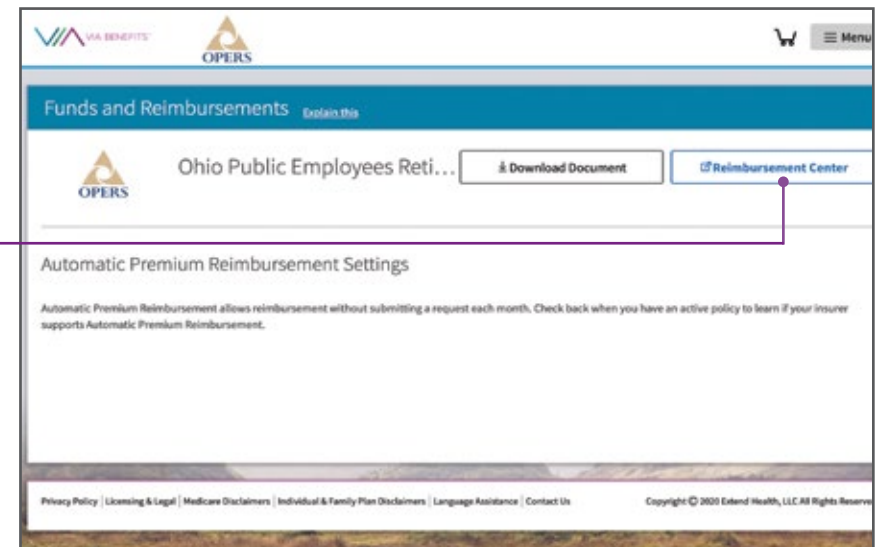 VIA BENEFITS
OPERS
Menu
Funds and Reimbursements Explain this
OPERS
Ohio Public Employees Reti...
Download Document
Reimbursement Center
Automatic Premium Reimbursement Settings
Automatic Premium Reimbursement allows reimbursement without submitting a request each month. Check back when you have an active policy to learn if your insurer
supports Automatic Premium Reimbursement.
Privacy Policy | Licensing & Legal | Medicare Disclaimers | Individual & Family Plan Disclaimers | Language Assistance | Contact Us
Copyright © 2020 Extend Health, LLC All Rights Reserve